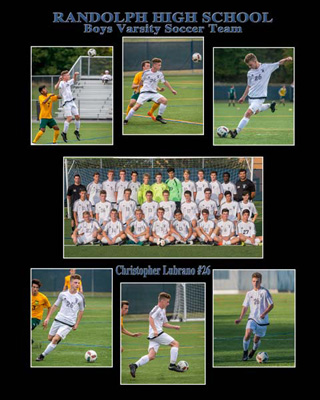 RANDOLPH HIGH SCHOOL
Boys Varsity Soccer Team
Christopher Lubrano #26